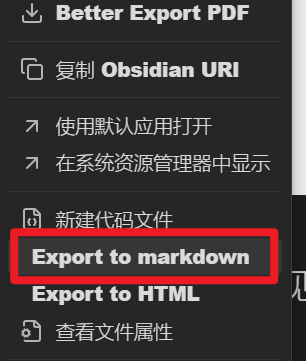 Better Export PDF
复制 Obsidian URI
使用默认应用打开
在系统资源管理器中显示
新建代码文件
Export to markdown
Export to HTML
查看文件属性